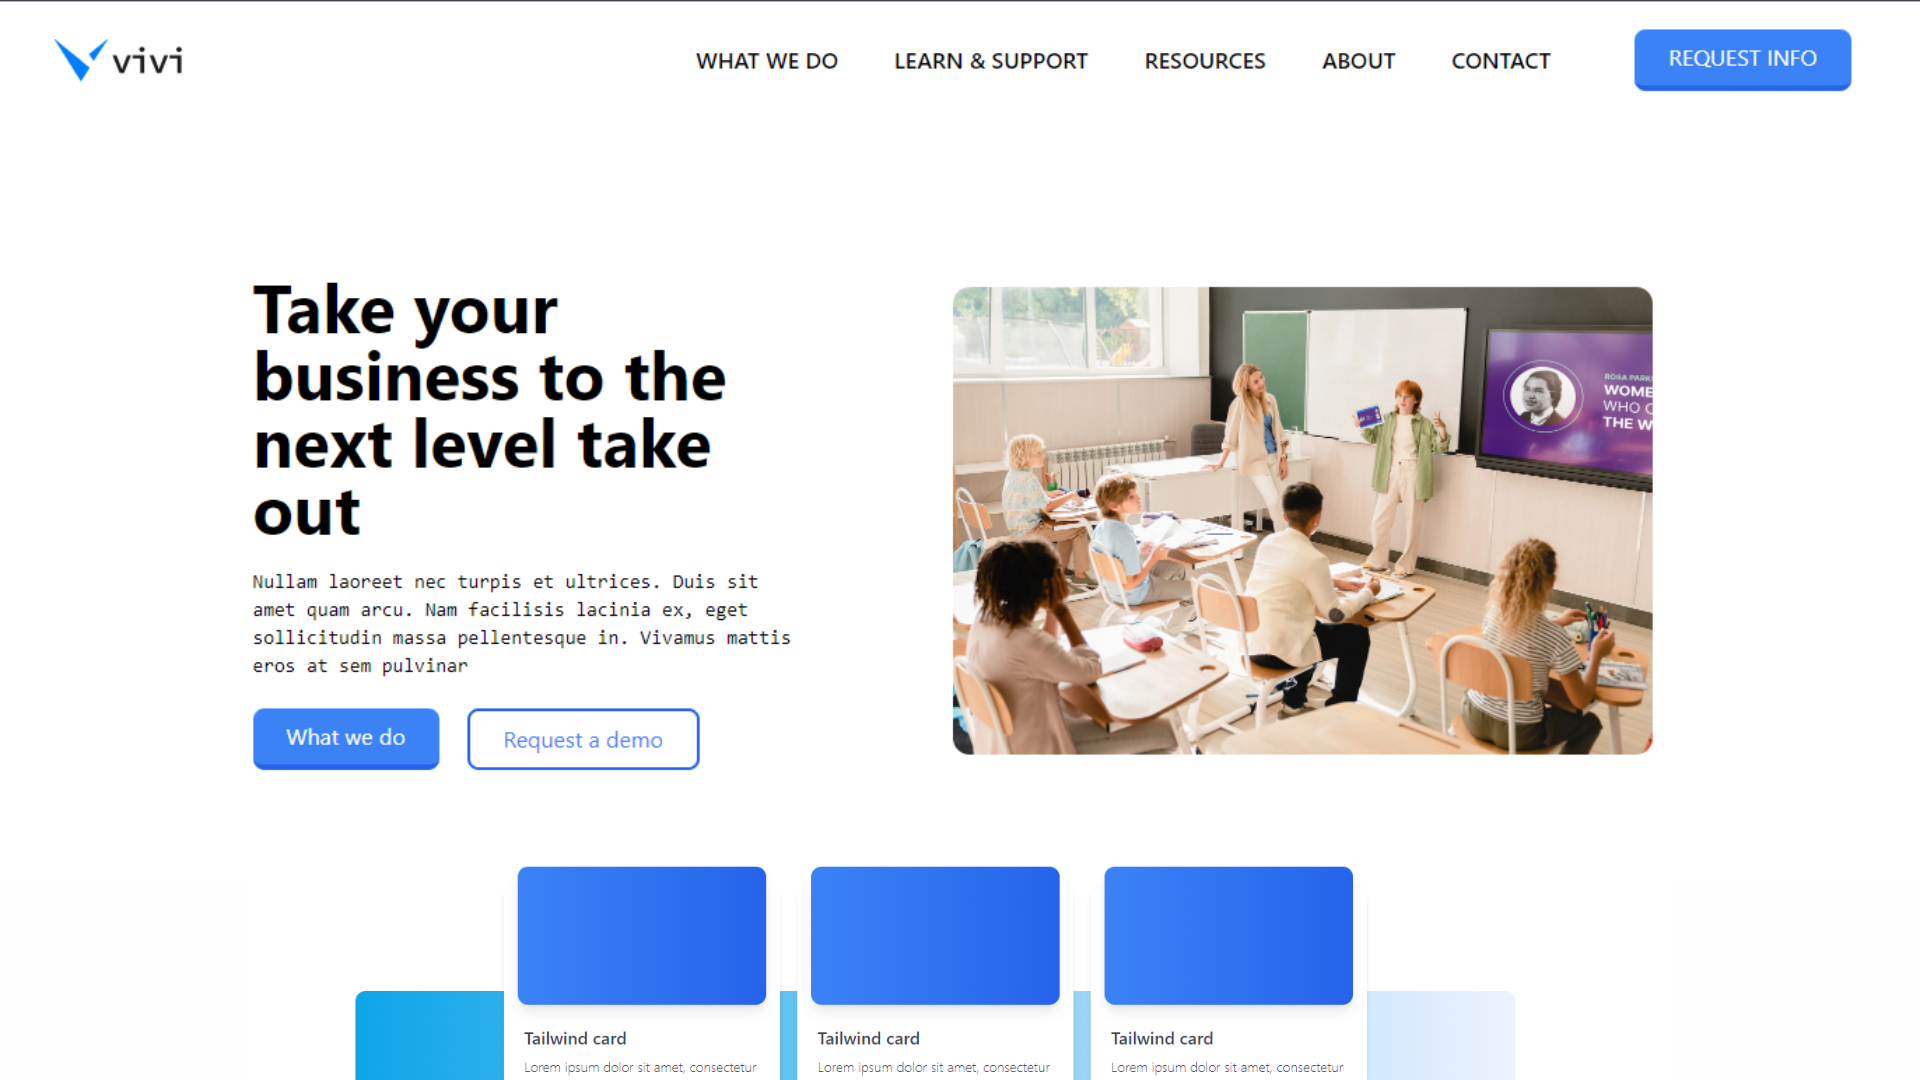 vivi
WHAT WE DO
LEARN & SUPPORT
RESOURCES
ABOUT
CONTACT
REQUEST INFO
Take your
business to the
next level take
out
Nullam laoreet nec turpis et ultrices. Duis sit
amet quam arcu. Nam facilisis lacinia ex, eget
sollicitudin massa pellentesque in. Vivamus mattis
eros at sem pulvinar
What we do
Request a demo
ROSA PARK
WOME
WHO C
THE W
Tailwind card
Lorem ipsum dolor sit amet, consectetur
Tailwind card
Lorem ipsum dolor sit amet, consectetur
Tailwind card
Lorem ipsum dolor sit amet, consectetur